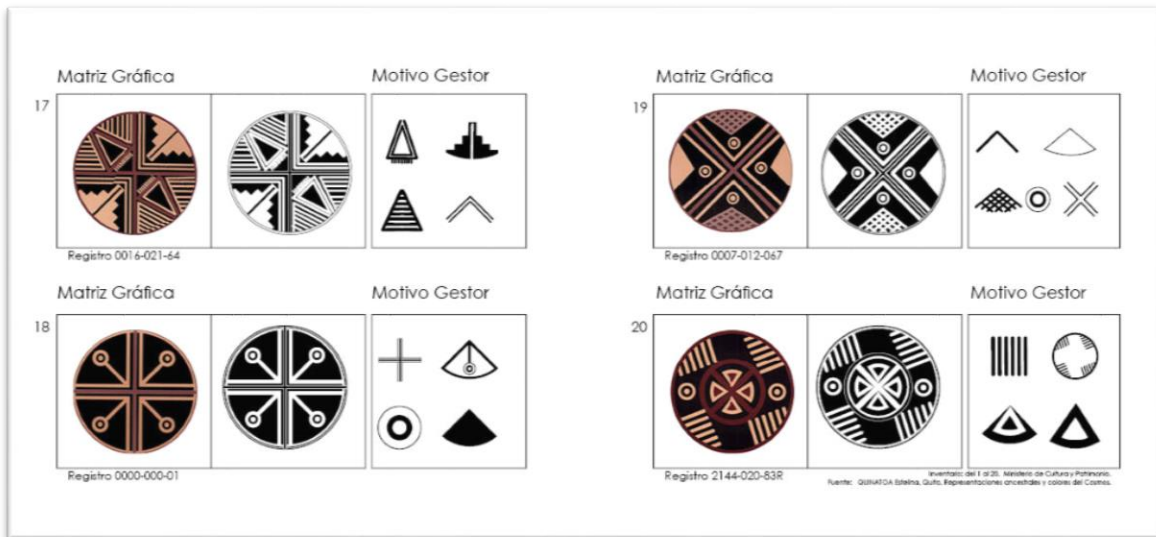 Matriz Gráfica Motivo Gestor
17
Registro 0016-021-64
Matriz Gráfica Motivo Gestor
18
Registro 0000-000-01
Matriz Gráfica Motivo Gestor
19
Registro 0007-012-067
Matriz Gráfica Motivo Gestor
20
Registro 2144-020-83R
Inventario: del 1 al 20. Ministerio de Cultura y Patrimonio.
Fuente: QUINATOA Estelina, Quito. Representaciones ancestrales y colores del Cosmos.